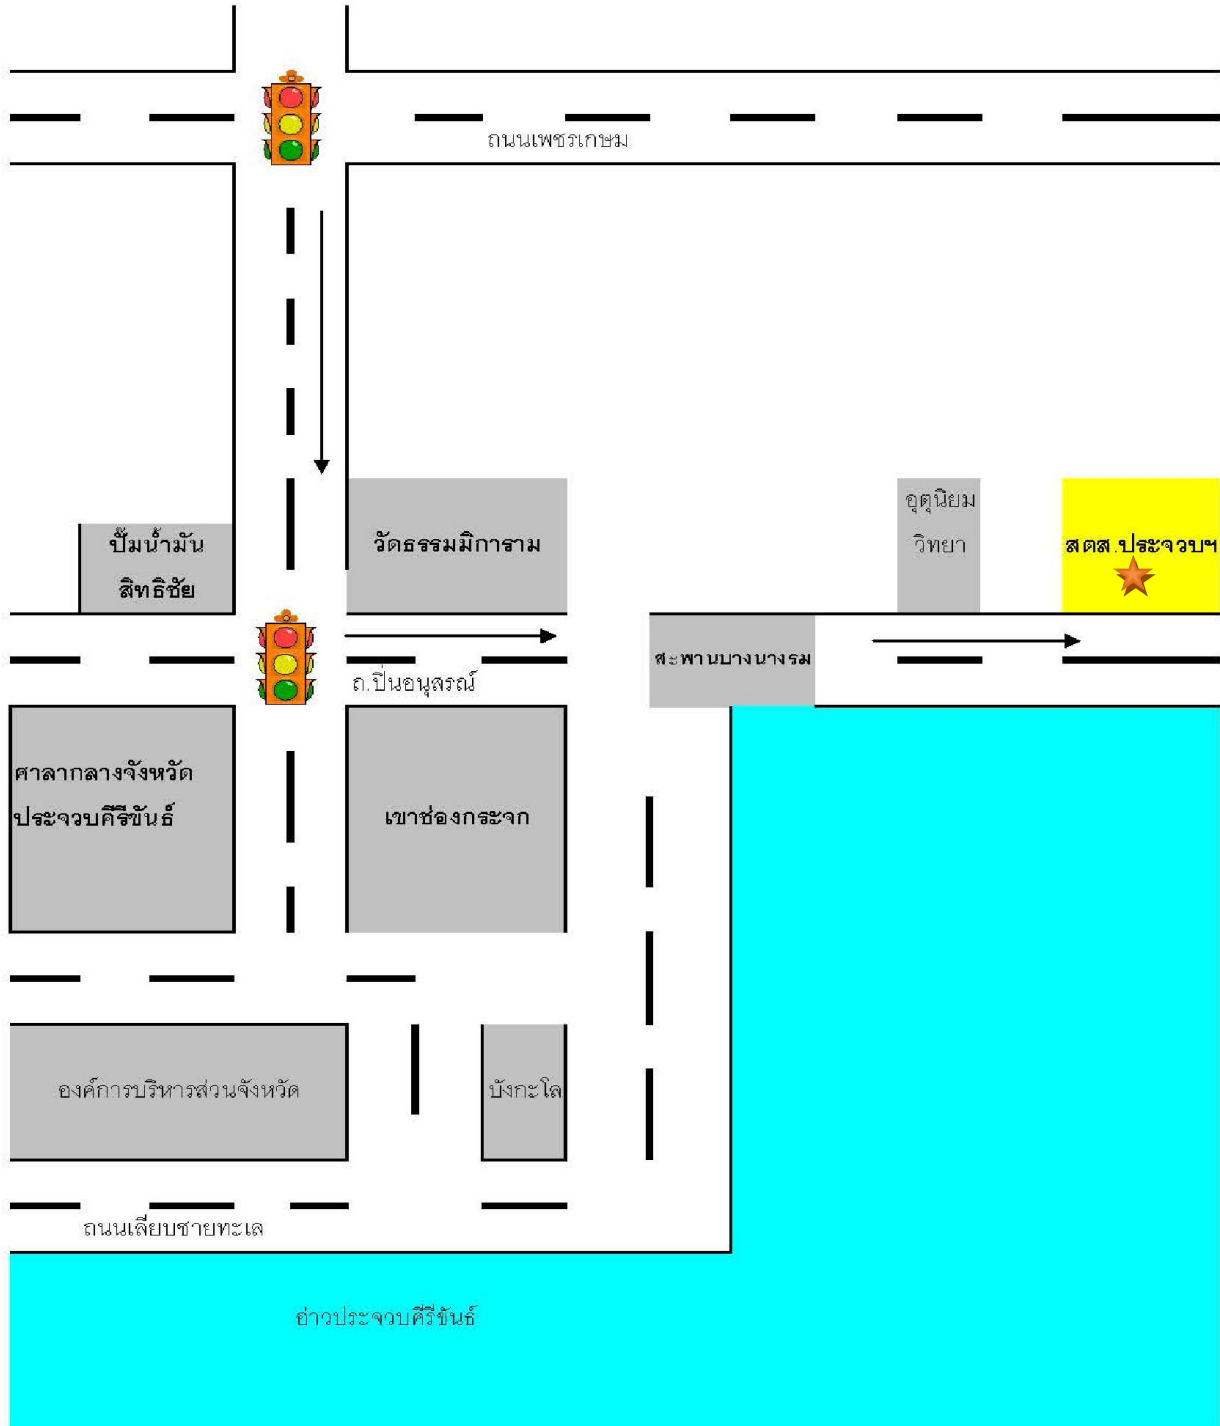 ถนนเพชรเกษม
ปั๊มน้ำมัน
สิทธิชัย
วัดธรรมมิการาม
อุตุนิยม
วิทยา
สตส.ประจวบฯ
ถ.ปิ่นอนุสรณ์
สะพานบางนางรม
ศาลากลางจังหวัด
ประจวบคีรีขันธ์
เขาช่องกระจก
องค์การบริหารส่วนจังหวัด
บังกะโล
ถนนเลียบชายทะเล
อ่าวประจวบคีรีขันธ์